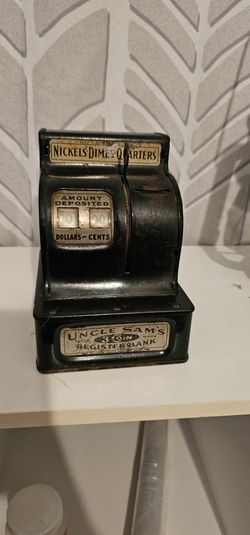 NICKELS DIMES QUARTERS
AMOUNT
DEPOSITED
DOLLARS - CENTS
UNCLE SAM'S
3 COIN
REGISTER BANK